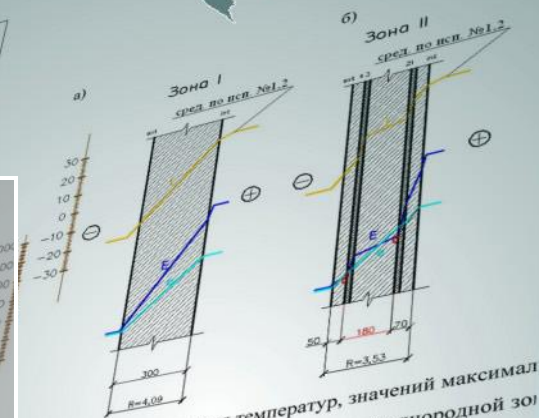 а)
Зона I
сред. по исп. №1.2
б)
Зона II
сред. по исп. №1.2
30
20
10
0
-10
-20
-30
t
E
300
R=4,09
E
50
180
70
R=3,53
температур, значений максимал
нородной зо